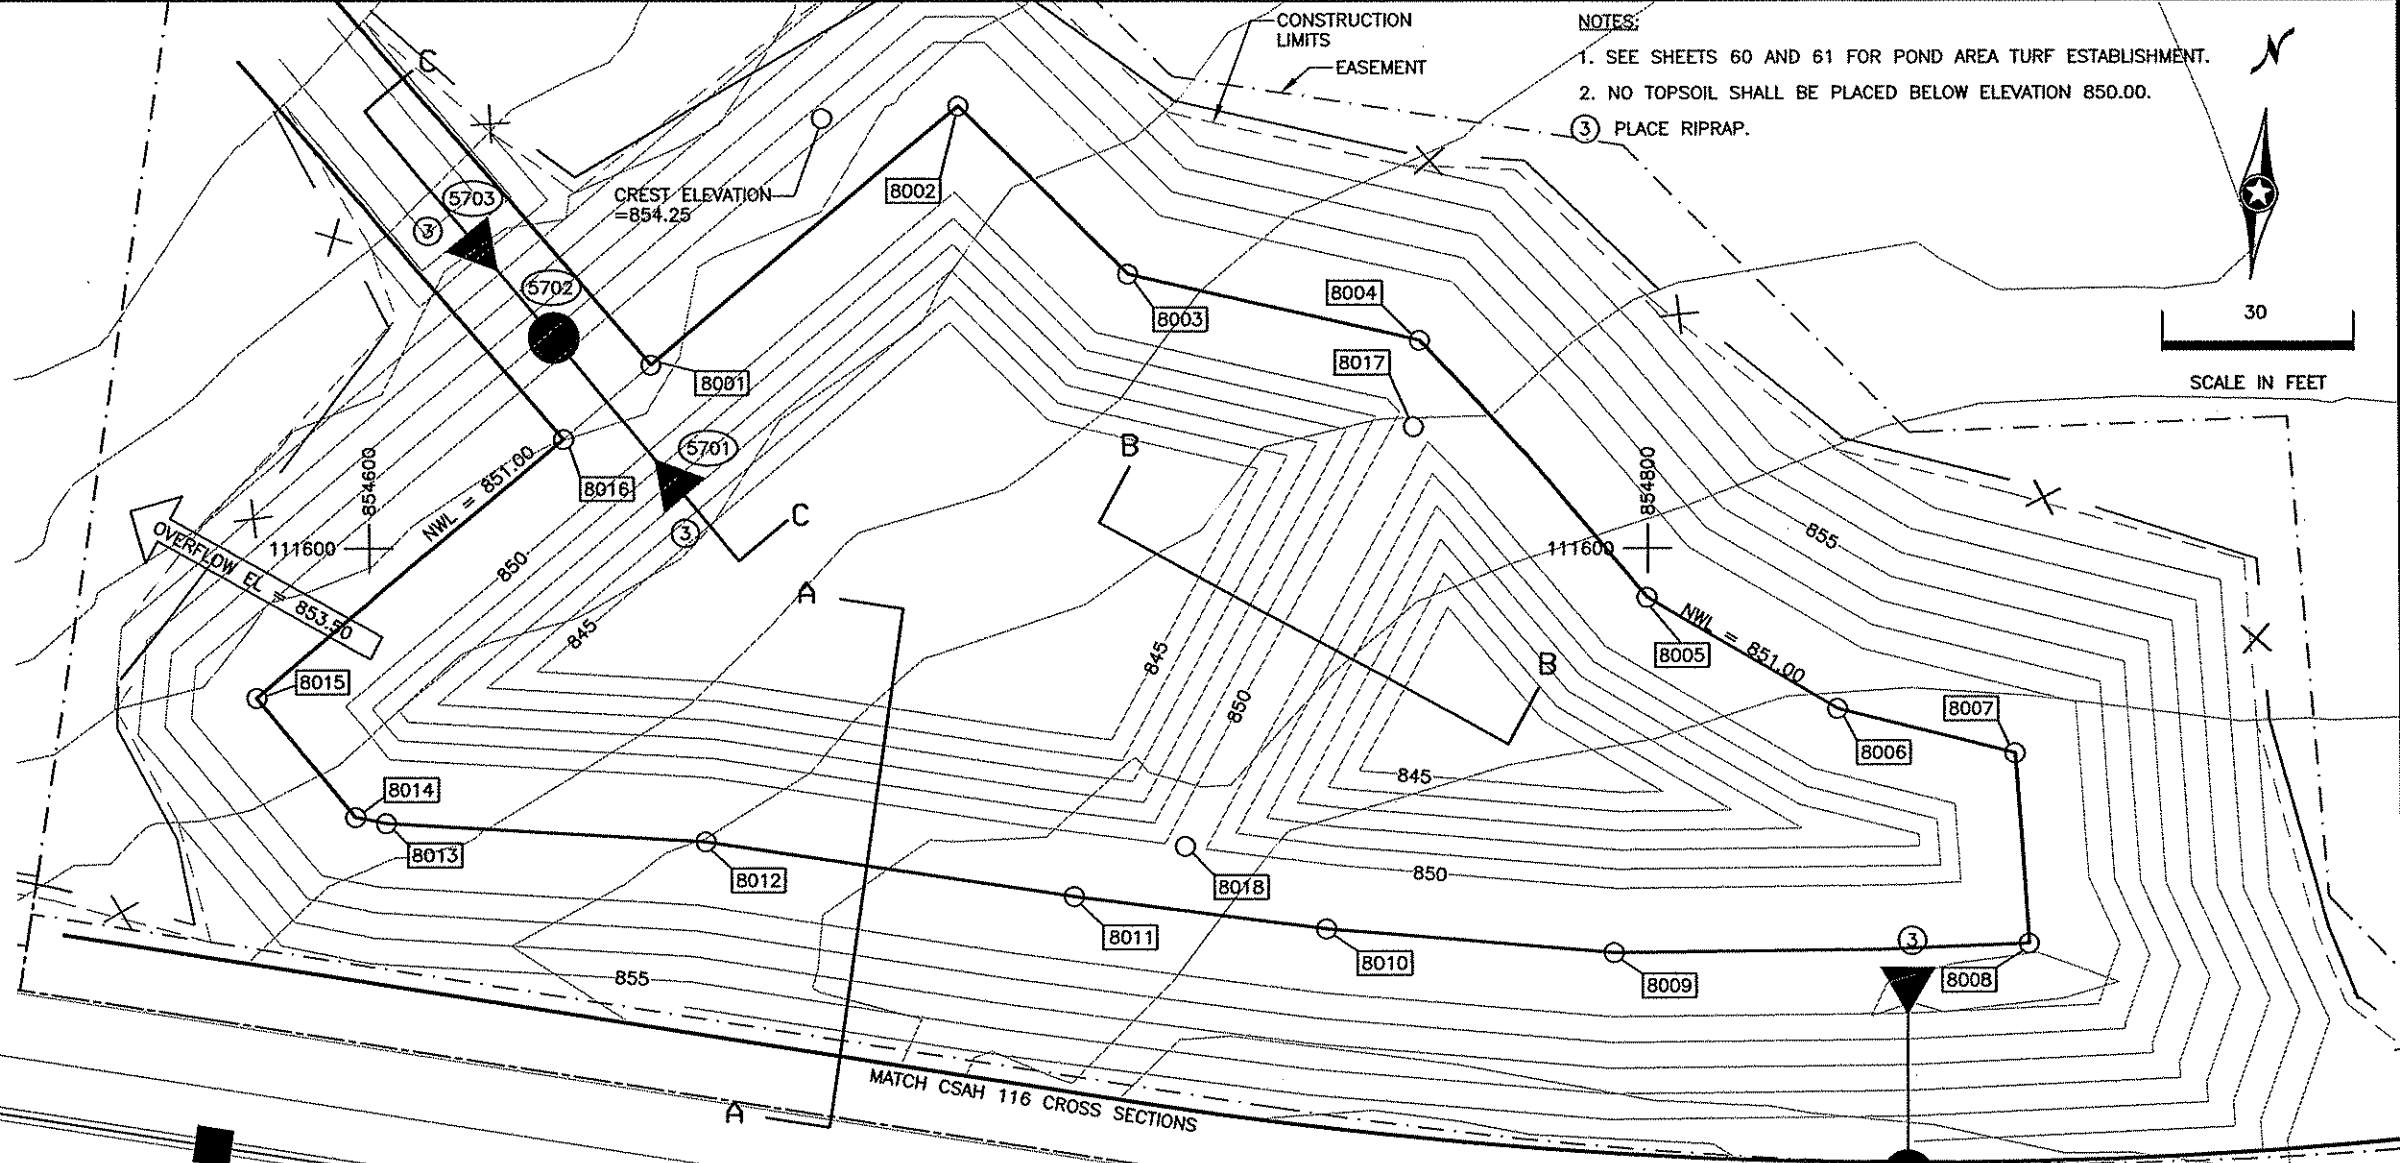 NOTES:
1. SEE SHEETS 60 AND 61 FOR POND AREA TURF ESTABLISHMENT.
2. NO TOPSOIL SHALL BE PLACED BELOW ELEVATION 850.00.
3 PLACE RIPRAP.
N
30
SCALE IN FEET
CONSTRUCTION
LIMITS
EASEMENT
C
5703
3
CREST ELEVATION
=854.25
8002
5702
8003
8004
8017
8001
5701
8016
C
3
B
854600
111600
NWL = 851.00
OVERFLOW EL = 853.50
850
845
A
854800
111600
855
8005
NWL = 851.00
B
845
850
8015
8007
8006
845
8014
8013
8012
850
8018
8011
8010
3
8009
8008
855
MATCH CSAH 116 CROSS SECTIONS
A